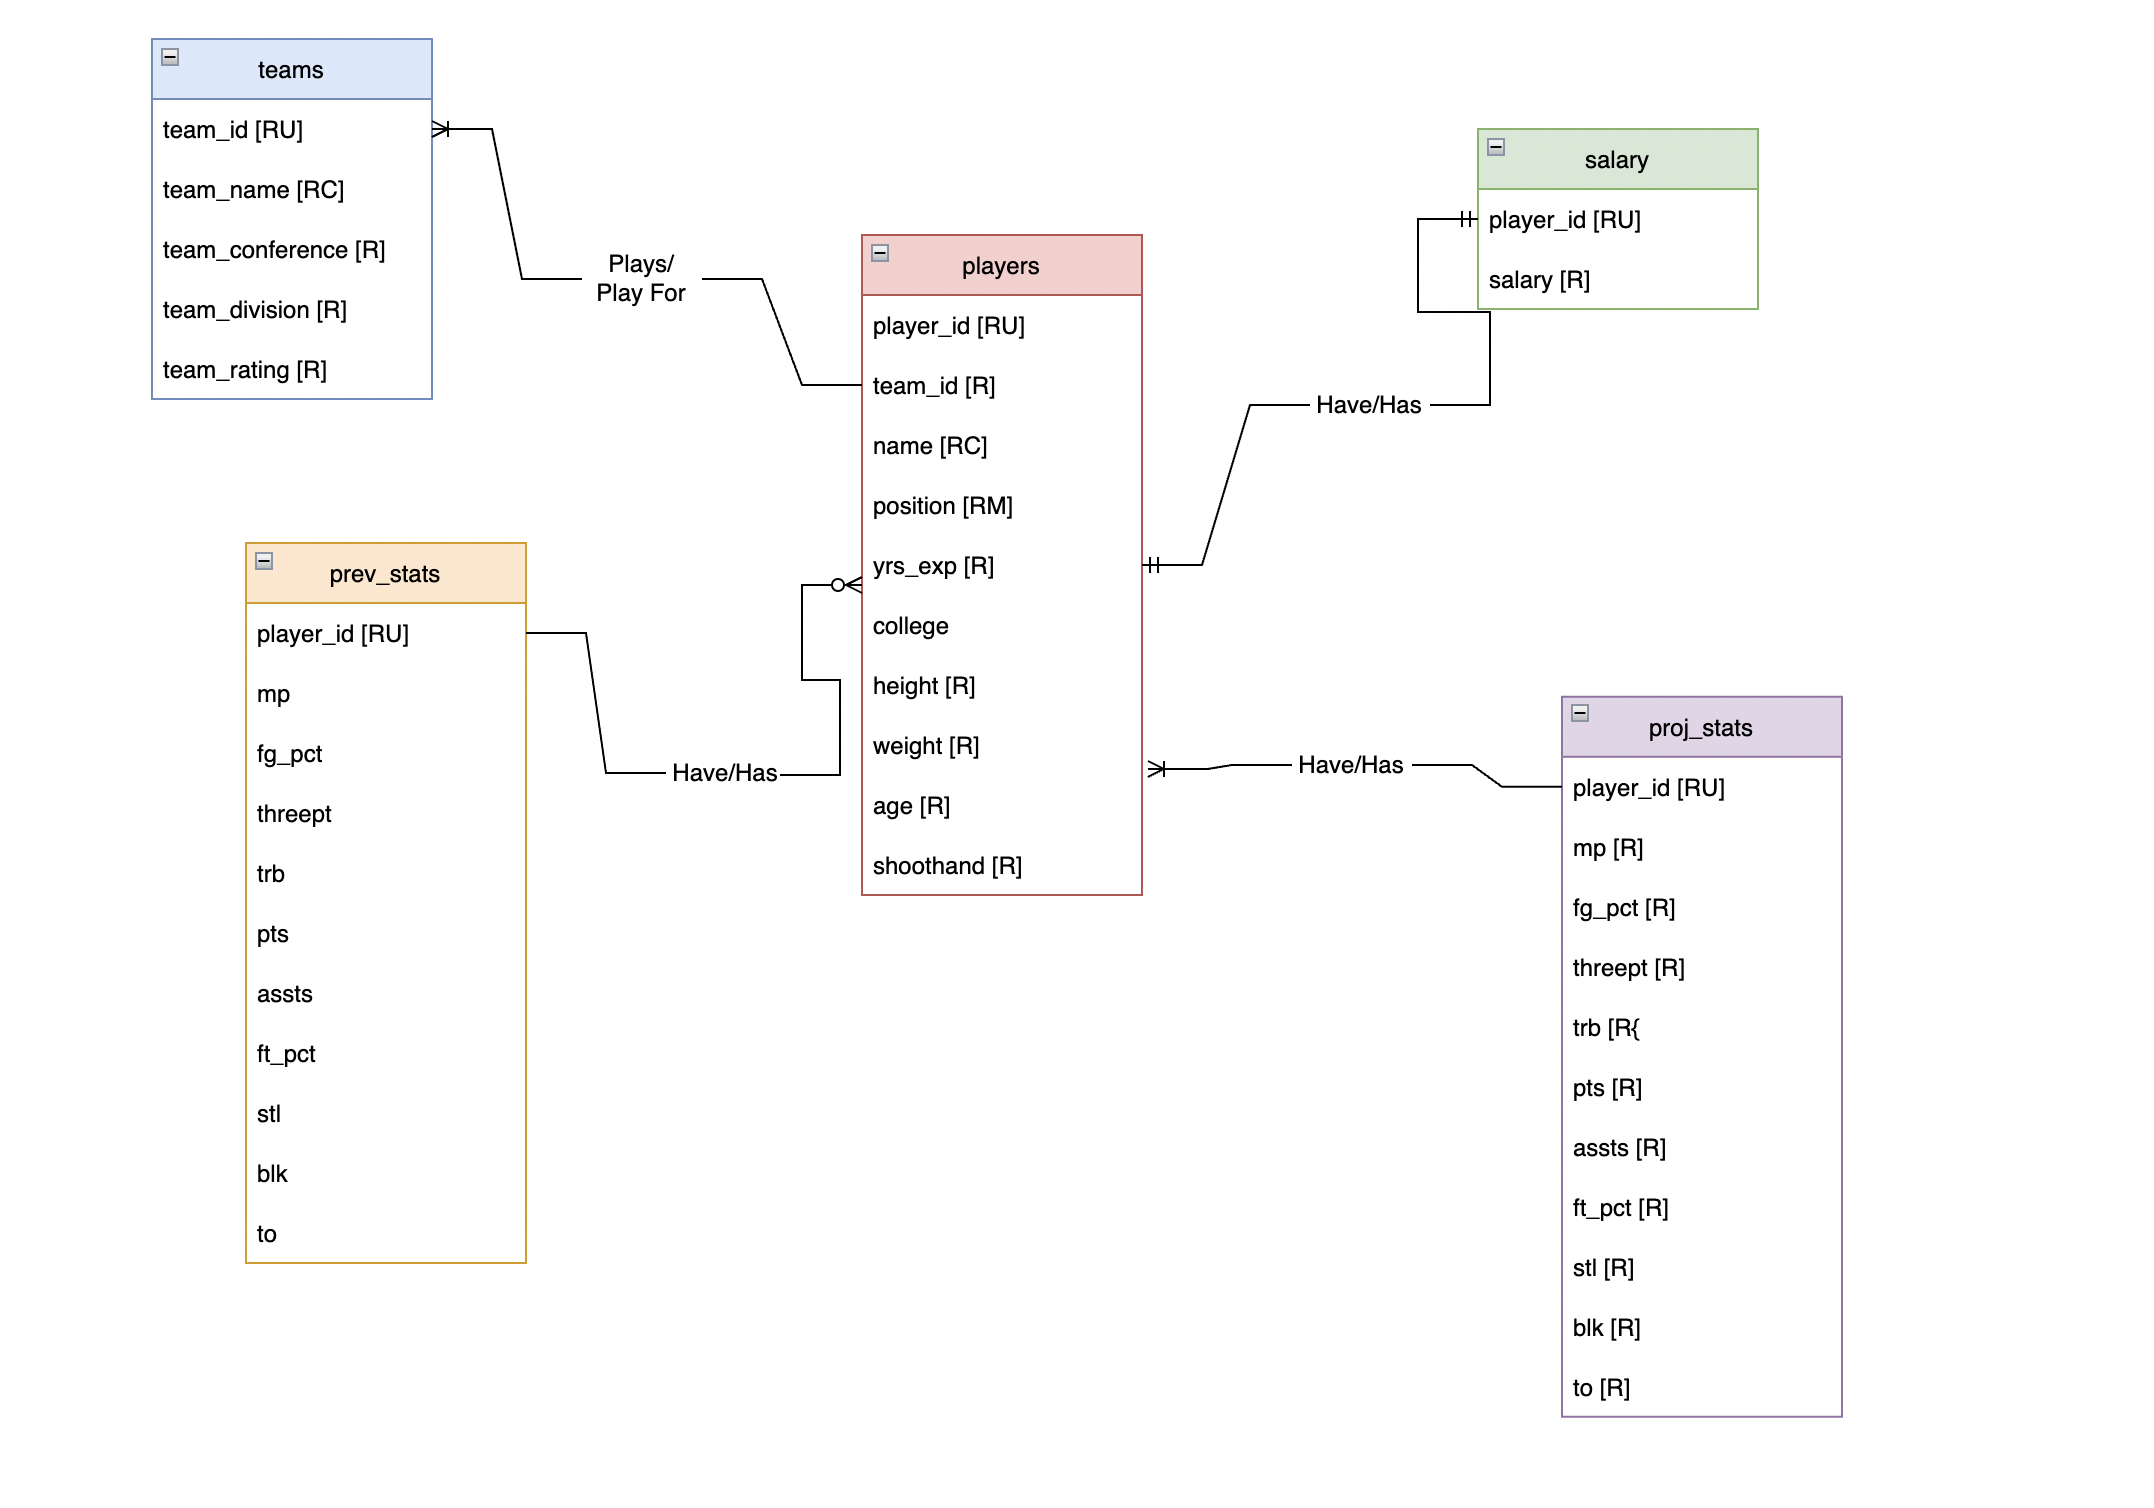 teams
team_id [RU]
team_name [RC]
team_conference [R]
team_division [R]
team_rating [R]
Plays/
Play For
players
player_id [RU]
team_id [R]
name [RC]
position [RM]
yrs_exp [R]
college
height [R]
weight [R]
age [R]
shoothand [R]
salary
player_id [RU]
salary [R]
Have/Has
prev_stats
player_id [RU]
mp
fg_pct
threept
trb
pts
assts
ft_pct
stl
blk
to
Have/Has
Have/Has
proj_stats
player_id [RU]
mp [R]
fg_pct [R]
threept [R]
trb [R{
pts [R]
assts [R]
ft_pct [R]
stl [R]
blk [R]
to [R]